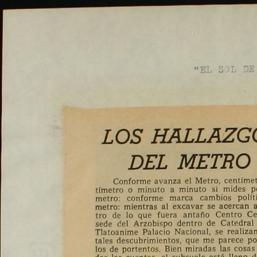 "EL SOL DE
LOS HALLAZGO
DEL METRO
Conforme avanza el Metro, centímet
tímetro o minuto a minuto si mides po
metro: conforme marca cambios políti
metro: mientras al excavar se acercan a
tro de lo que fuera antaño Centro Ce
sede del Arzobispo dentro de Catedral
Tlatoanime Palacio Nacional, se realizan
tales descubrimientos, que me parece po
los de portentos. Bien miradas las cosas